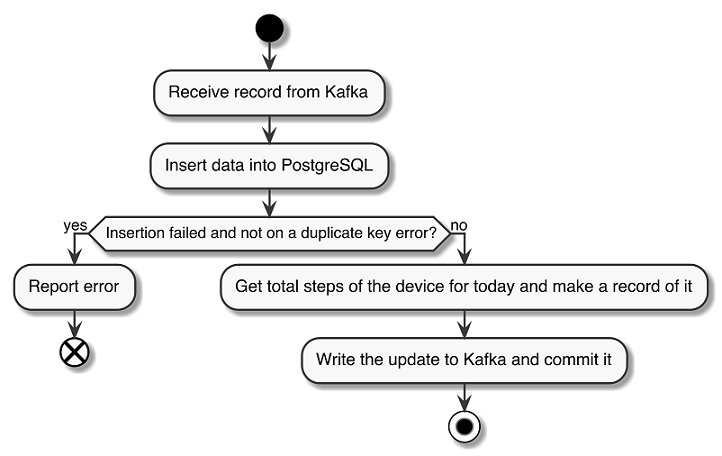 Receive record from Kafka
Insert data into PostgreSQL
yes
Insertion failed and not on a duplicate key error?
no
Report error
Get total steps of the device for today and make a record of it
Write the update to Kafka and commit it